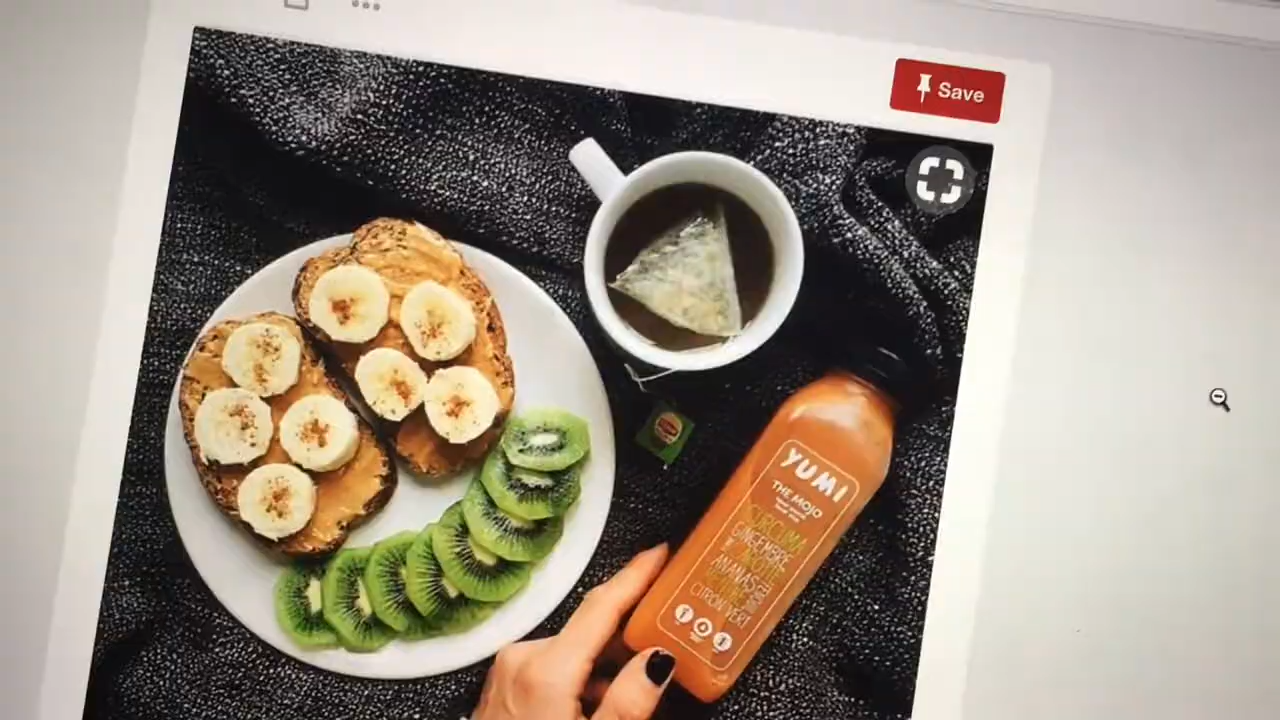 Save
YUMI
THE MOJO
CURCUMA
GINGEMBRE
CAROTTE
ANANAS
CITRON VERT